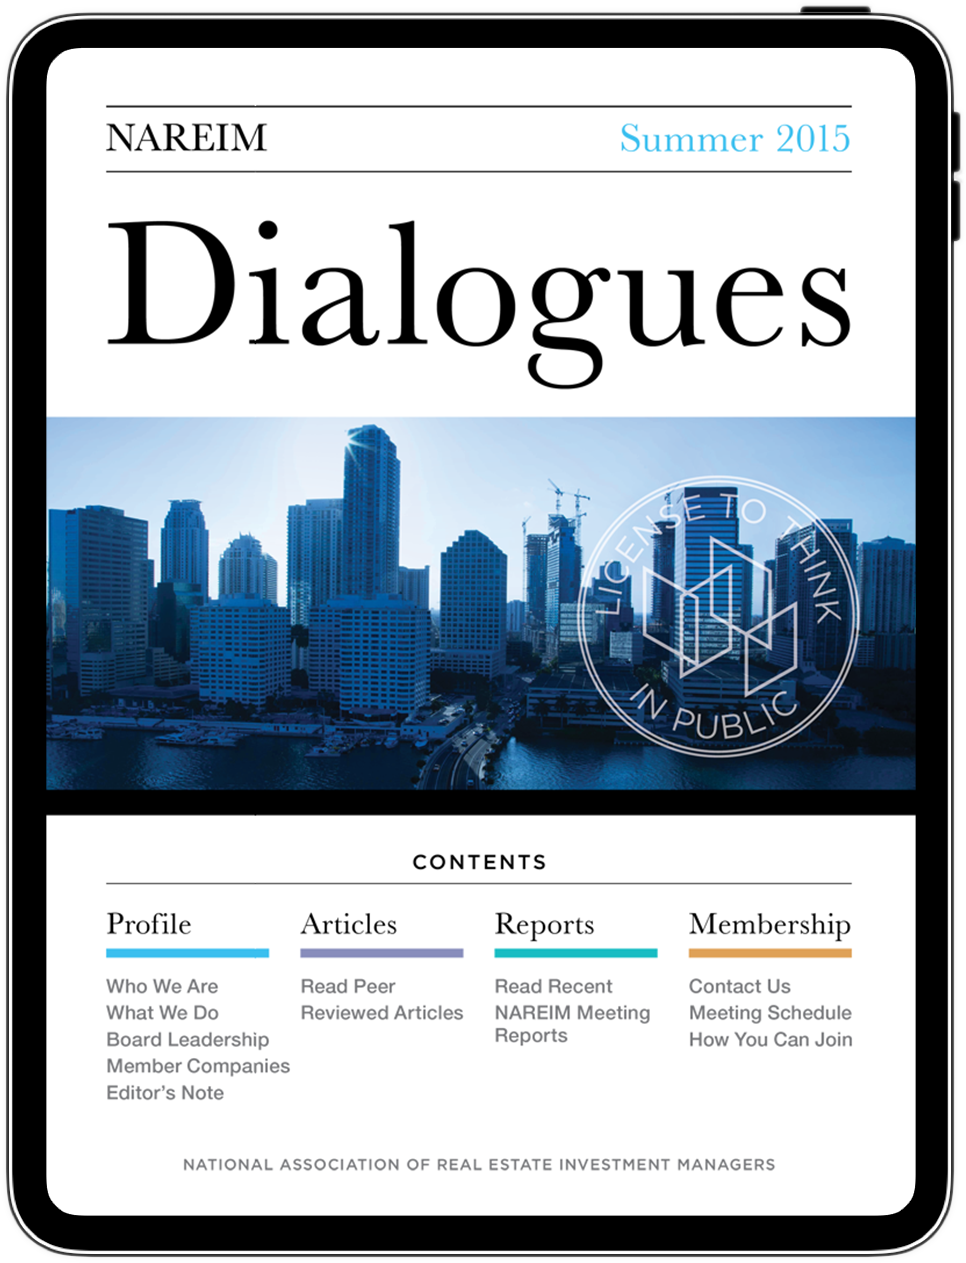 NAREIM
Summer 2015
Dialogues
LICENSE TO THINK
IN PUBLIC
CONTENTS
Profile
Who We Are
What We Do
Board Leadership
Member Companies
Editor’s Note
Articles
Read Peer
Reviewed Articles
Reports
Read Recent
NAREIM Meeting
Reports
Membership
Contact Us
Meeting Schedule
How You Can Join
NATIONAL ASSOCIATION OF REAL ESTATE INVESTMENT MANAGERS